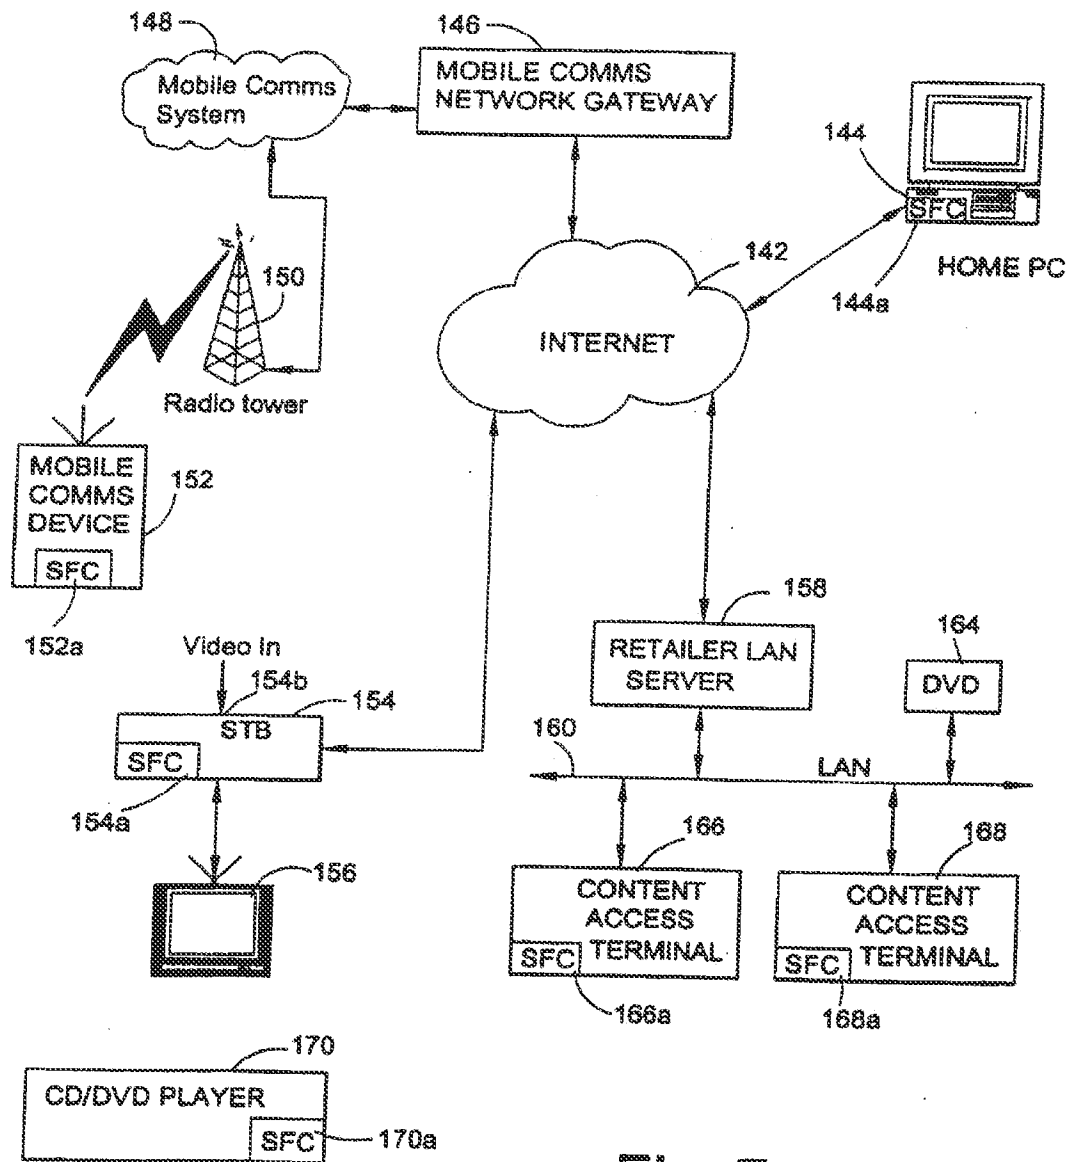 148
146
Mobile Comms
System
MOBILE COMMS
NETWORK GATEWAY
144
SFC
144a
HOME PC
142
INTERNET
150
Radio tower
MOBILE
COMMS
DEVICE
SFC
152
152a
Video In
154b
154
STB
SFC
154a
156
158
RETAILER LAN
SERVER
164
DVD
160
LAN
166
CONTENT
ACCESS
TERMINAL
SFC
166a
168
CONTENT
ACCESS
TERMINAL
SFC
168a
170
CD/DVD PLAYER
SFC
170a